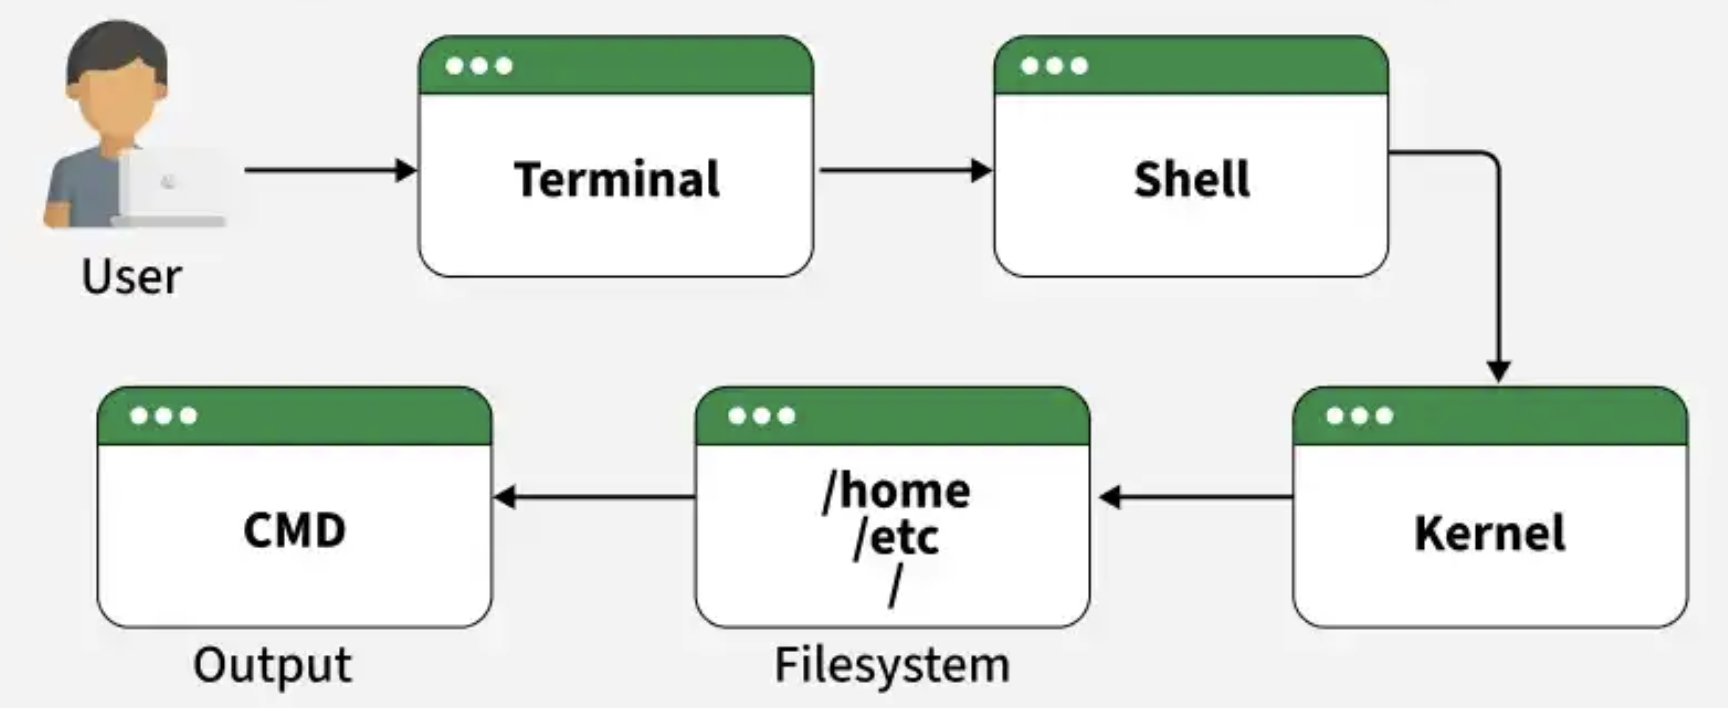 Terminal
Shell
User
CMD
/home
/etc
/
Kernel
Output
Filesystem